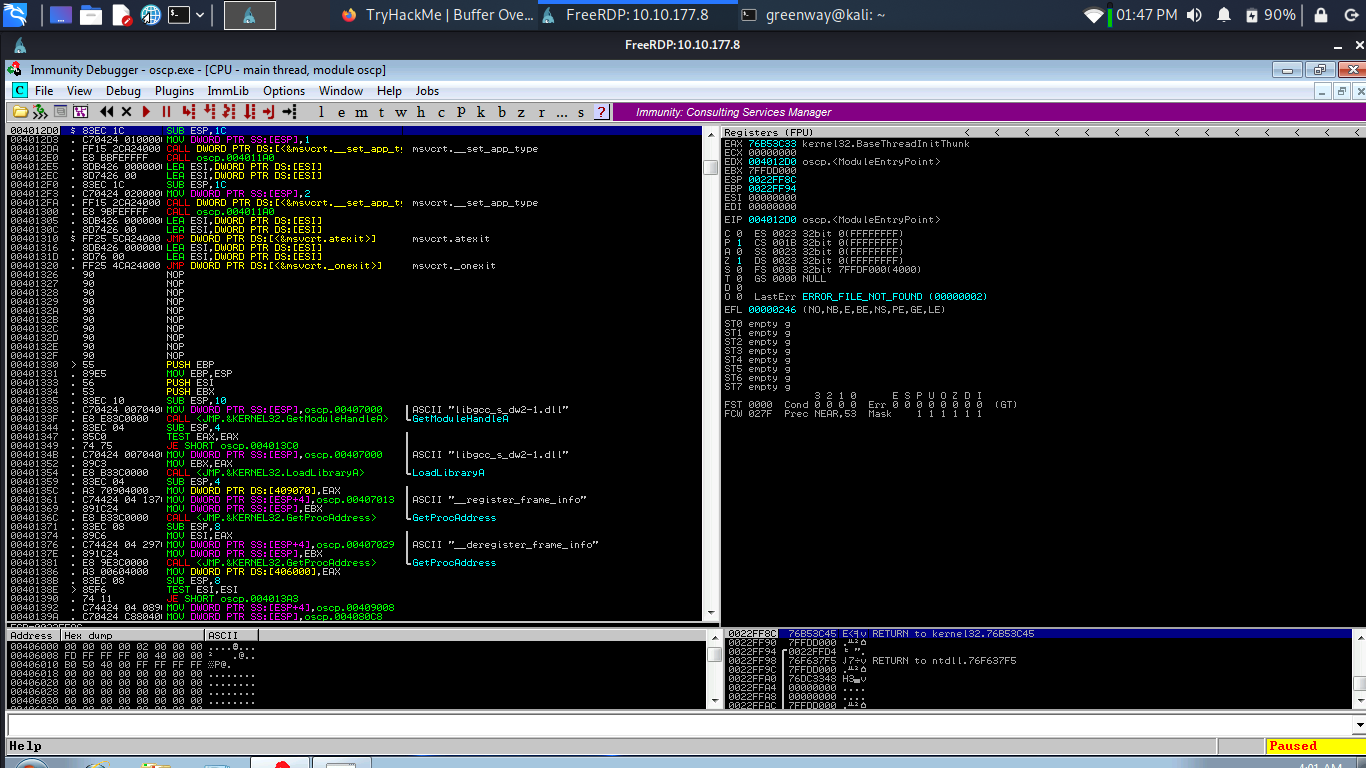 TryHackMe | Buffer Ove... FreeRDP: 10.10.177.8 greenway@kali: ~ 01:47 PM 90%
FreeRDP: 10.10.177.8
Immunity Debugger - oscp.exe - [CPU - main thread, module oscp]
C File View Debug Plugins ImmLib Options Window Help Jobs
l e m t w h c p k b z r ... s ? Immunity: Consulting Services Manager
004012D0 $ 83EC 1C SUB ESP,1C
004012D3 . C70424 010000 MOV DWORD PTR SS:[ESP],1
004012DA . FF15 2CA24000 CALL DWORD PTR DS:[<&msvcrt.__set_app_ty msvcrt.__set_app_type
004012E0 . E8 BBFEFFFF CALL oscp.004011A0
004012E5 . 8DB426 000000 LEA ESI,DWORD PTR DS:[ESI]
004012EC . 8D7426 00 LEA ESI,DWORD PTR DS:[ESI]
004012F0 . 83EC 1C SUB ESP,1C
004012F3 . C70424 020000 MOV DWORD PTR SS:[ESP],2
004012FA . FF15 2CA24000 CALL DWORD PTR DS:[<&msvcrt.__set_app_ty msvcrt.__set_app_type
00401300 . E8 9BFEFFFF CALL oscp.004011A0
00401305 . 8DB426 000000 LEA ESI,DWORD PTR DS:[ESI]
0040130C . 8D7426 00 LEA ESI,DWORD PTR DS:[ESI]
00401310 $ FF25 5CA24000 JMP DWORD PTR DS:[<&msvcrt.atexit>] msvcrt.atexit
00401316 . 8DB426 000000 LEA ESI,DWORD PTR DS:[ESI]
0040131D . 8D76 00 LEA ESI,DWORD PTR DS:[ESI]
00401320 . FF25 4CA24000 JMP DWORD PTR DS:[<&msvcrt._onexit>] msvcrt._onexit
00401326 90 NOP
00401327 90 NOP
00401328 90 NOP
00401329 90 NOP
0040132A 90 NOP
0040132B 90 NOP
0040132C 90 NOP
0040132D 90 NOP
0040132E 90 NOP
0040132F 90 NOP
00401330 > 55 PUSH EBP
00401331 . 89E5 MOV EBP,ESP
00401333 . 56 PUSH ESI
00401334 . 53 PUSH EBX
00401335 . 83EC 10 SUB ESP,10
00401338 . C70424 007040 MOV DWORD PTR SS:[ESP],oscp.00407000 ASCII "libgcc_s_dw2-1.dll"
0040133F . E8 E83C0000 CALL <JMP.&KERNEL32.GetModuleHandleA> GetModuleHandleA
00401344 . 83EC 04 SUB ESP,4
00401347 . 85C0 TEST EAX,EAX
00401349 . 74 75 JE SHORT oscp.004013C0
0040134B . C70424 007040 MOV DWORD PTR SS:[ESP],oscp.00407000 ASCII "libgcc_s_dw2-1.dll"
00401352 . 89C3 MOV EBX,EAX
00401354 . E8 B33C0000 CALL <JMP.&KERNEL32.LoadLibraryA> LoadLibraryA
00401359 . 83EC 04 SUB ESP,4
0040135C . A3 70904000 MOV DWORD PTR DS:[409070],EAX
00401361 . C74424 04 1370 MOV DWORD PTR SS:[ESP+4],oscp.00407013 ASCII "__register_frame_info"
00401369 . 891C24 MOV DWORD PTR SS:[ESP],EBX
0040136C . E8 B33C0000 CALL <JMP.&KERNEL32.GetProcAddress> GetProcAddress
00401371 . 83EC 08 SUB ESP,8
00401374 . 89C6 MOV ESI,EAX
00401376 . C74424 04 2970 MOV DWORD PTR SS:[ESP+4],oscp.00407029 ASCII "__deregister_frame_info"
0040137E . 891C24 MOV DWORD PTR SS:[ESP],EBX
00401381 . E8 9E3C0000 CALL <JMP.&KERNEL32.GetProcAddress> GetProcAddress
00401386 . A3 00604000 MOV DWORD PTR DS:[406000],EAX
0040138B . 83EC 08 SUB ESP,8
0040138E > 85F6 TEST ESI,ESI
00401390 . 74 11 JE SHORT oscp.004013A3
00401392 . C74424 04 0890 MOV DWORD PTR SS:[ESP+4],oscp.00409008
0040139A . C70424 C88040 MOV DWORD PTR SS:[ESP],oscp.004080C8
Registers (FPU) < < < < < < < < < < < < <
EAX 76B53C33 kernel32.BaseThreadInitThunk
ECX 00000000
EDX 004012D0 oscp.<ModuleEntryPoint>
EBX 7FFDD000
ESP 0022FF8C
EBP 0022FF94
ESI 00000000
EDI 00000000
EIP 004012D0 oscp.<ModuleEntryPoint>
C 0 ES 0023 32bit 0(FFFFFFFF)
P 1 CS 001B 32bit 0(FFFFFFFF)
A 0 SS 0023 32bit 0(FFFFFFFF)
Z 1 DS 0023 32bit 0(FFFFFFFF)
S 0 FS 003B 32bit 7FFDF000(4000)
T 0 GS 0000 NULL
D 0
O 0 LastErr ERROR_FILE_NOT_FOUND (00000002)
EFL 00000246 (NO,NB,E,BE,NS,PE,GE,LE)
ST0 empty g
ST1 empty g
ST2 empty g
ST3 empty g
ST4 empty g
ST5 empty g
ST6 empty g
ST7 empty g
3 2 1 0 E S P U O Z D I
FST 0000 Cond 0 0 0 0 Err 0 0 0 0 0 0 0 0 (GT)
FCW 027F Prec NEAR,53 Mask 1 1 1 1 1 1
Address Hex dump ASCII
00406000 00 00 00 00 02 00 00 00
00406008 FD FF FF FF 00 40 00 00
00406010 B0 50 40 00 FF FF FF FF
00406018 00 00 00 00 00 00 00 00 ........
00406020 00 00 00 00 00 00 00 00 ........
00406028 00 00 00 00 00 00 00 00 ........
0022FF8C 76B53C45 RETURN to kernel32.76B53C45
0022FF90 7FFDD000
0022FF94 0022FFD4
0022FF98 76F637F5 RETURN to ntdll.76F637F5
0022FF9C 7FFDD000
0022FFA0 76DC3348
0022FFA4 00000000 ....
0022FFA8 00000000 ....
0022FFAC 7FFDD000
Help Paused